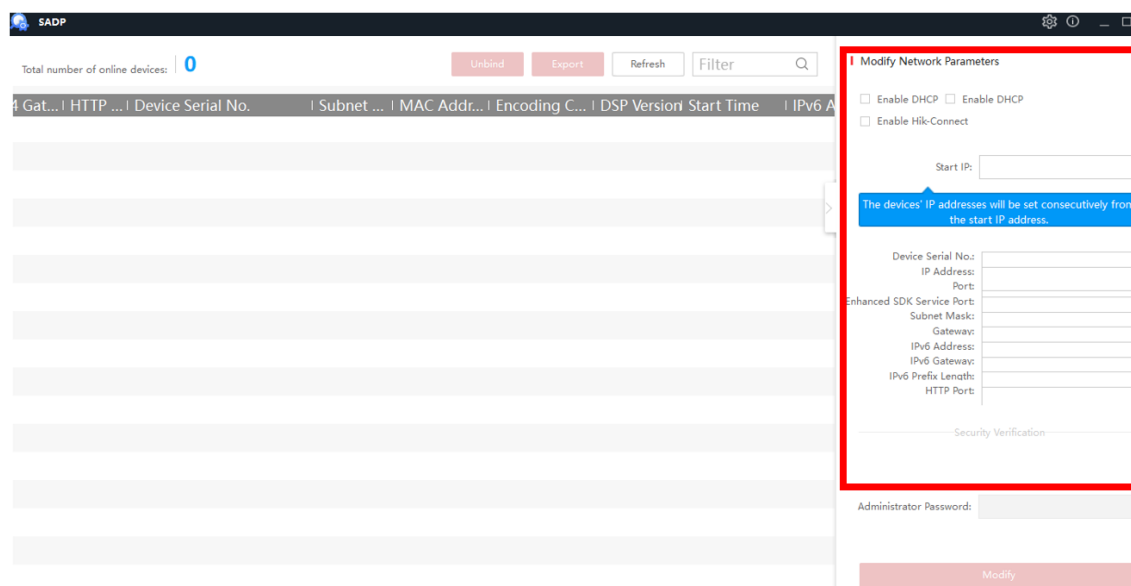 SADP
Total number of online devices: 0
Unbind Export Refresh Filter
4 Gat... HTTP ... Device Serial No. Subnet ... MAC Addr... Encoding C... DSP Version Start Time IPv6 A
Modify Network Parameters
Enable DHCP Enable DHCP
Enable Hik-Connect
Start IP:
The devices' IP addresses will be set consecutively from
the start IP address.
Device Serial No.:
IP Address:
Port:
Enhanced SDK Service Port:
Subnet Mask:
Gateway:
IPv6 Address:
IPv6 Gateway:
IPv6 Prefix Length:
HTTP Port:
Security Verification
Administrator Password:
Modify